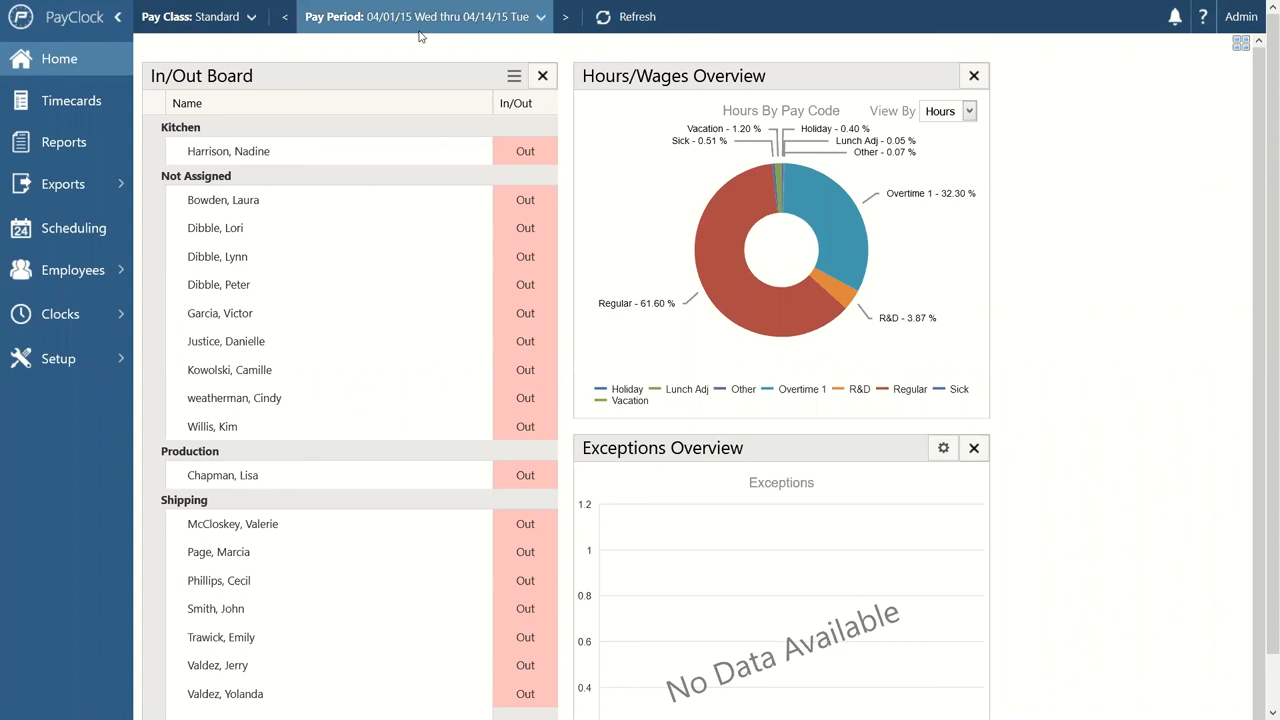 PayClock
Pay Class: Standard
<
Pay Period: 04/01/15 Wed thru 04/14/15 Tue
>
Refresh
?
Admin
Home
Timecards
Reports
Exports
24
Scheduling
Employees
Clocks
Setup
In/Out Board
Name In/Out
Kitchen
Harrison, Nadine Out
Not Assigned
Bowden, Laura Out
Dibble, Lori Out
Dibble, Lynn Out
Dibble, Peter Out
Garcia, Victor Out
Justice, Danielle Out
Kowolski, Camille Out
weatherman, Cindy Out
Willis, Kim Out
Production
Chapman, Lisa Out
Shipping
McCloskey, Valerie Out
Page, Marcia Out
Phillips, Cecil Out
Smith, John Out
Trawick, Emily Out
Valdez, Jerry Out
Valdez, Yolanda Out
Hours/Wages Overview
Hours By Pay Code
View By Hours
Vacation - 1.20 %
Holiday - 0.40 %
Sick - 0.51 %
Lunch Adj - 0.05 %
Other - 0.07 %
Overtime 1 - 32.30 %
Regular - 61.60 %
R&D - 3.87 %
Holiday Lunch Adj Other Overtime 1 R&D Regular Sick
Vacation
Exceptions Overview
Exceptions
1.2
1
0.8
0.6
0.4
No Data Available